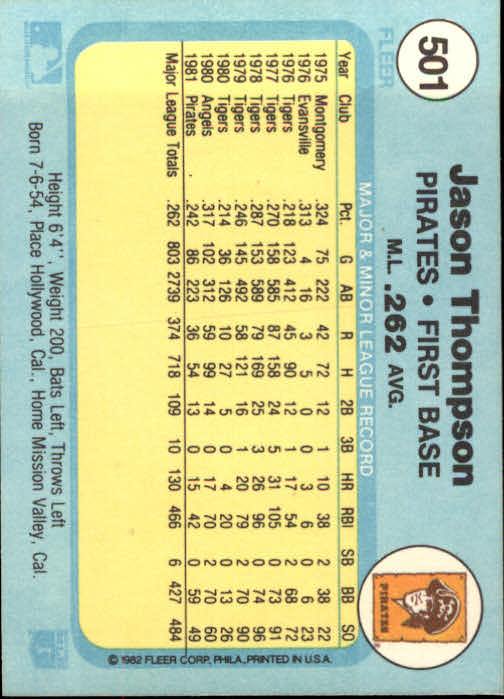 501
FLEER
Jason Thompson
PIRATES • FIRST BASE
M.L. .262 AVG.
PIRATES
MAJOR & MINOR LEAGUE RECORD
Year Club Pct. G AB R H 2B 3B HR RBI SB BB SO
1975 Montgomery .324 75 222 42 72 12 1 10 38 2 38 22
1976 Evansville .313 4 16 3 5 0 0 3 6 0 6 23
1976 Tigers .218 123 412 45 90 12 1 17 54 2 68 72
1977 Tigers .270 158 585 87 158 24 5 31 105 0 73 91
1978 Tigers .287 153 589 79 169 25 3 26 96 0 74 96
1979 Tigers .246 145 492 58 121 16 1 20 79 2 70 90
1980 Tigers .214 36 126 10 27 5 0 4 20 0 13 26
1980 Angels .317 102 312 59 99 14 0 17 70 2 70 60
1981 Pirates .242 86 223 36 54 13 0 15 42 0 59 49
Major League Totals .262 803 2739 374 718 109 10 130 466 6 427 484
© 1982 FLEER CORP., PHILA., PRINTED IN U.S.A.
Height 6'4", Weight 200, Bats Left, Throws Left
Born 7-6-54, Place Hollywood, Cal., Home Mission Valley, Cal.